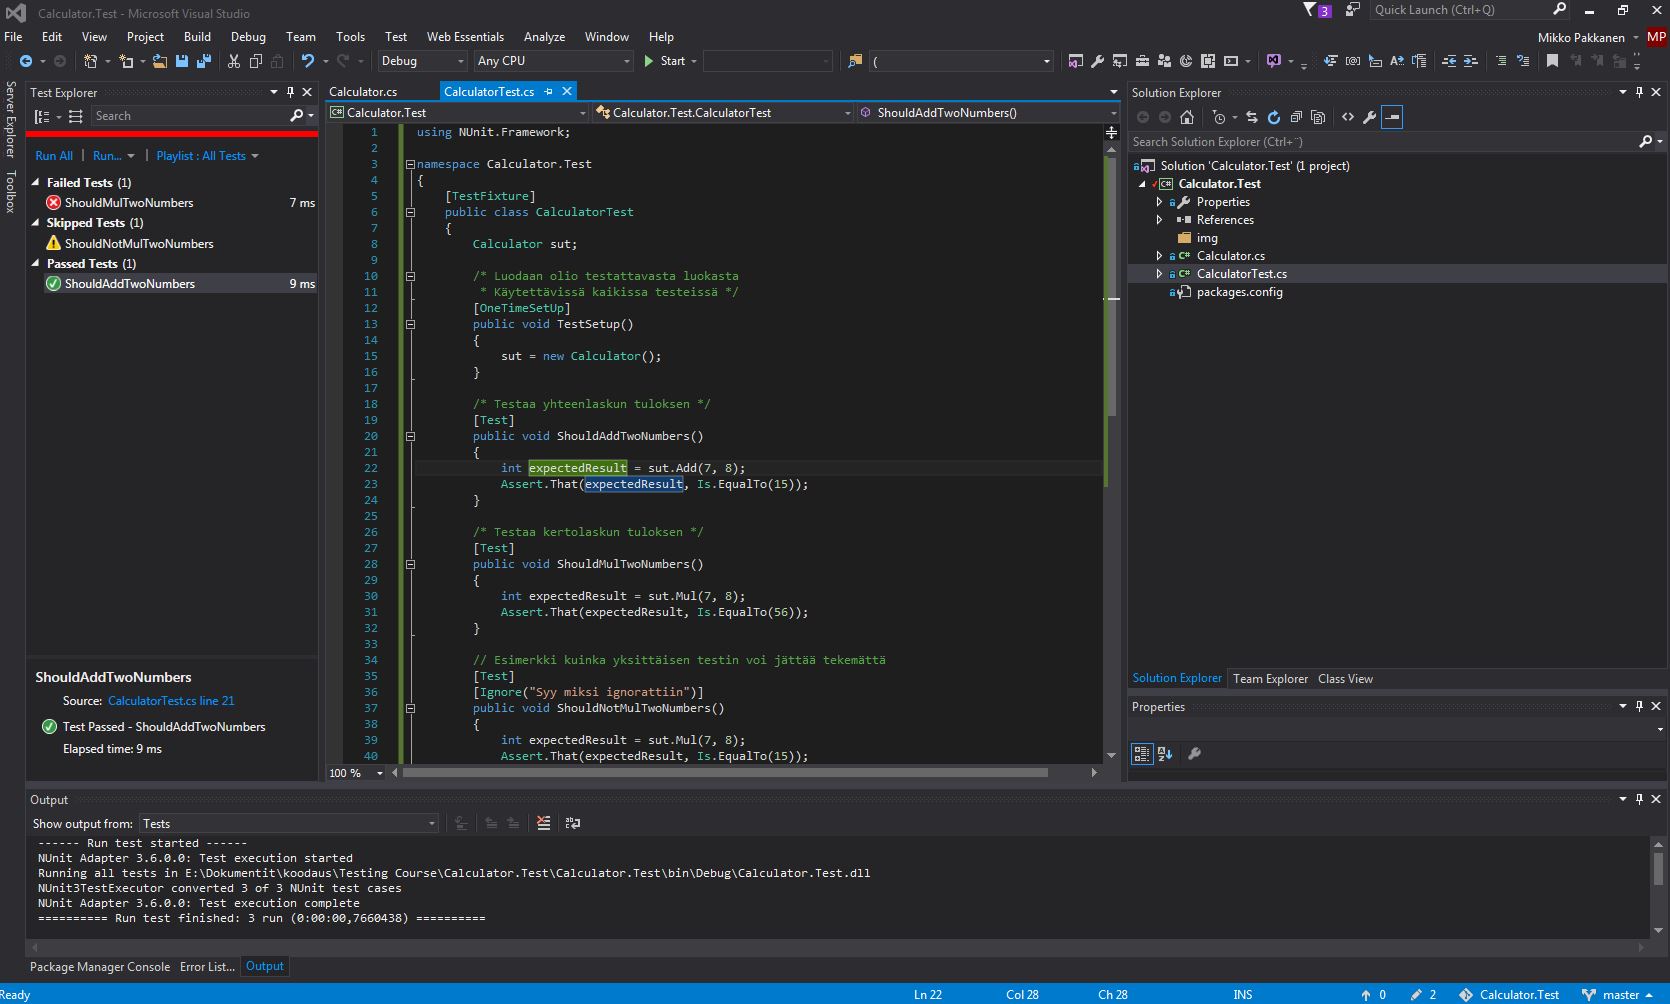 Calculator.Test - Microsoft Visual Studio
3
Quick Launch (Ctrl+Q)
File Edit View Project Build Debug Team Tools Test Web Essentials Analyze Window Help
Mikko Pakkanen MP
Debug Any CPU Start (
Server Explorer
Toolbox
Test Explorer
Search
Run All Run... Playlist : All Tests
Failed Tests (1)
ShouldMulTwoNumbers 7 ms
Skipped Tests (1)
ShouldNotMulTwoNumbers
Passed Tests (1)
ShouldAddTwoNumbers 9 ms
ShouldAddTwoNumbers
Source: CalculatorTest.cs line 21
Test Passed - ShouldAddTwoNumbers
Elapsed time: 9 ms
Calculator.cs CalculatorTest.cs
Calculator.Test Calculator.Test.CalculatorTest ShouldAddTwoNumbers()
1 using NUnit.Framework;
2
3 namespace Calculator.Test
4 {
5 [TestFixture]
6 public class CalculatorTest
7 {
8 Calculator sut;
9
10 /* Luodaan olio testattavasta luokasta
11 * Käytettävissä kaikissa testeissä */
12 [OneTimeSetUp]
13 public void TestSetup()
14 {
15 sut = new Calculator();
16 }
17
18 /* Testaa yhteenlaskun tuloksen */
19 [Test]
20 public void ShouldAddTwoNumbers()
21 {
22 int expectedResult = sut.Add(7, 8);
23 Assert.That(expectedResult, Is.EqualTo(15));
24 }
25
26 /* Testaa kertolaskun tuloksen */
27 [Test]
28 public void ShouldMulTwoNumbers()
29 {
30 int expectedResult = sut.Mul(7, 8);
31 Assert.That(expectedResult, Is.EqualTo(56));
32 }
33
34 // Esimerkki kuinka yksittäisen testin voi jättää tekemättä
35 [Test]
36 [Ignore("Syy miksi ignorattiin")]
37 public void ShouldNotMulTwoNumbers()
38 {
39 int expectedResult = sut.Mul(7, 8);
40 Assert.That(expectedResult, Is.EqualTo(15));
100 %
Solution Explorer
Search Solution Explorer (Ctrl+¨)
Solution 'Calculator.Test' (1 project)
Calculator.Test
Properties
References
img
Calculator.cs
CalculatorTest.cs
packages.config
Solution Explorer Team Explorer Class View
Properties
Output
Show output from: Tests
------ Run test started ------
NUnit Adapter 3.6.0.0: Test execution started
Running all tests in E:\Dokumentit\koodaus\Testing Course\Calculator.Test\Calculator.Test\bin\Debug\Calculator.Test.dll
NUnit3TestExecutor converted 3 of 3 NUnit test cases
NUnit Adapter 3.6.0.0: Test execution complete
========== Run test finished: 3 run (0:00:00,7660438) ==========
Package Manager Console Error List... Output
Ready Ln 22 Col 28 Ch 28 INS 0 2 Calculator.Test master